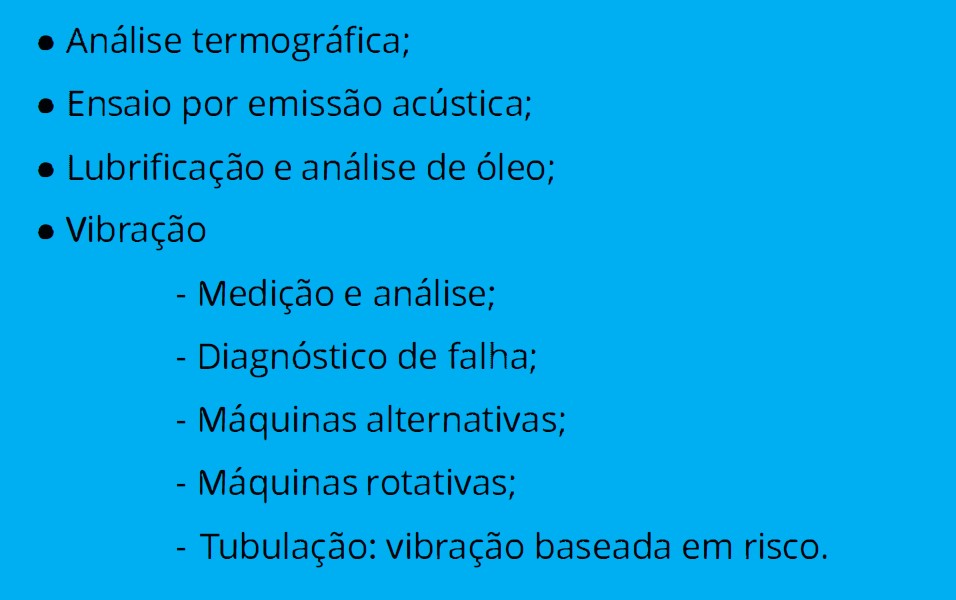 ● Análise termográfica;
● Ensaio por emissão acústica;
● Lubrificação e análise de óleo;
● Vibração
- Medição e análise;
- Diagnóstico de falha;
- Máquinas alternativas;
- Máquinas rotativas;
- Tubulação: vibração baseada em risco.